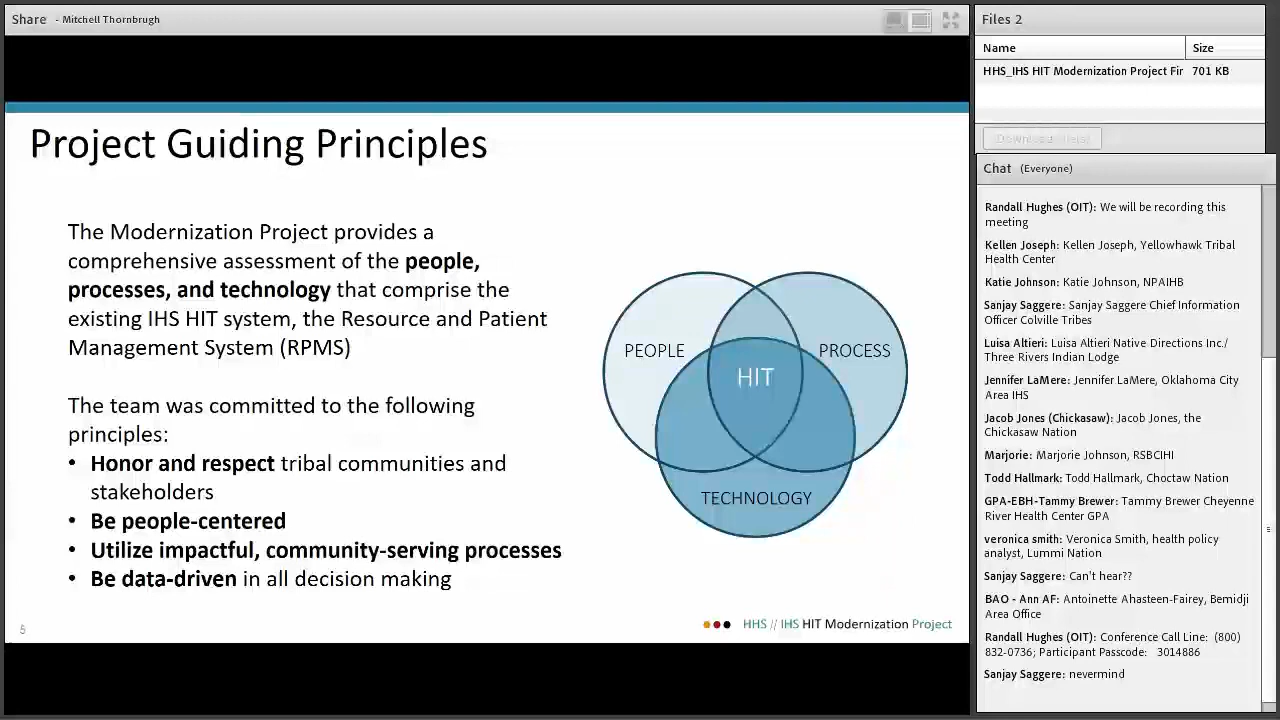 Share - Mitchell Thornbrugh
Project Guiding Principles
The Modernization Project provides a
comprehensive assessment of the people,
processes, and technology that comprise the
existing IHS HIT system, the Resource and Patient
Management System (RPMS)
The team was committed to the following
principles:
• Honor and respect tribal communities and
stakeholders
• Be people-centered
• Utilize impactful, community-serving processes
• Be data-driven in all decision making
PEOPLE
PROCESS
HIT
TECHNOLOGY
5
HHS // IHS HIT Modernization Project
Files 2
Name Size
HHS_IHS HIT Modernization Project Fir 701 KB
Download File(s)
Chat (Everyone)
Randall Hughes (OIT): We will be recording this
meeting
Kellen Joseph: Kellen Joseph, Yellowhawk Tribal
Health Center
Katie Johnson: Katie Johnson, NPAIHB
Sanjay Saggere: Sanjay Saggere Chief Information
Officer Colville Tribes
Luisa Altieri: Luisa Altieri Native Directions Inc./
Three Rivers Indian Lodge
Jennifer LaMere: Jennifer LaMere, Oklahoma City
Area IHS
Jacob Jones (Chickasaw): Jacob Jones, the
Chickasaw Nation
Marjorie: Marjorie Johnson, RSBCIHI
Todd Hallmark: Todd Hallmark, Choctaw Nation
GPA-EBH-Tammy Brewer: Tammy Brewer Cheyenne
River Health Center GPA
veronica smith: Veronica Smith, health policy
analyst, Lummi Nation
Sanjay Saggere: Can't hear??
BAO - Ann AF: Antoinette Ahasteen-Fairey, Bemidji
Area Office
Randall Hughes (OIT): Conference Call Line: (800)
832-0736; Participant Passcode: 3014886
Sanjay Saggere: nevermind